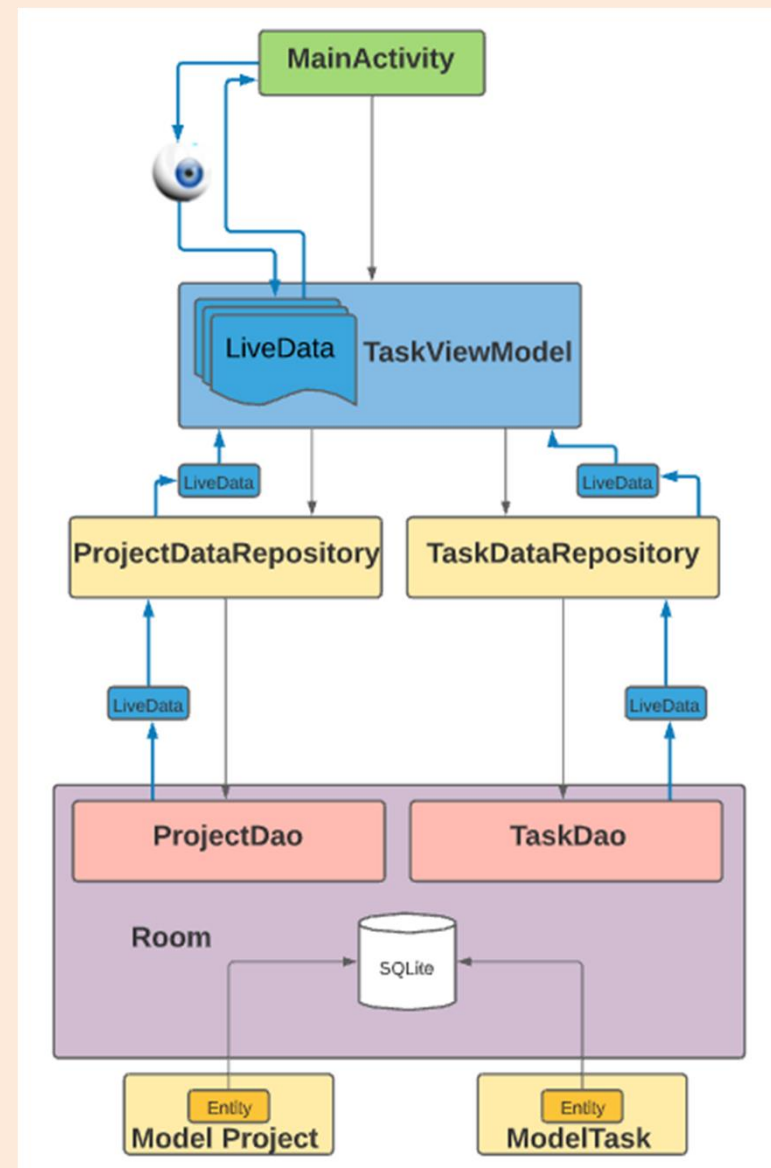 MainActivity
LiveData
TaskViewModel
LiveData
LiveData
ProjectDataRepository
TaskDataRepository
LiveData
LiveData
ProjectDao
TaskDao
Room
SQLite
Entity
Model Project
Entity
ModelTask